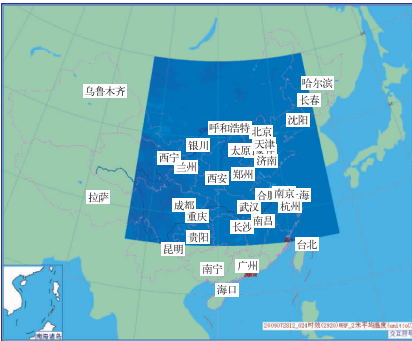 哈尔滨
乌鲁木齐
长春
沈阳
呼和浩特
北京
天津
银川
太原
济南
西宁
兰州
西安
郑州
拉萨
合肥
南京
海
成都
武汉
杭州
重庆
南昌
长沙
贵阳
台北
昆明
南宁
广州
海口
南海诸岛